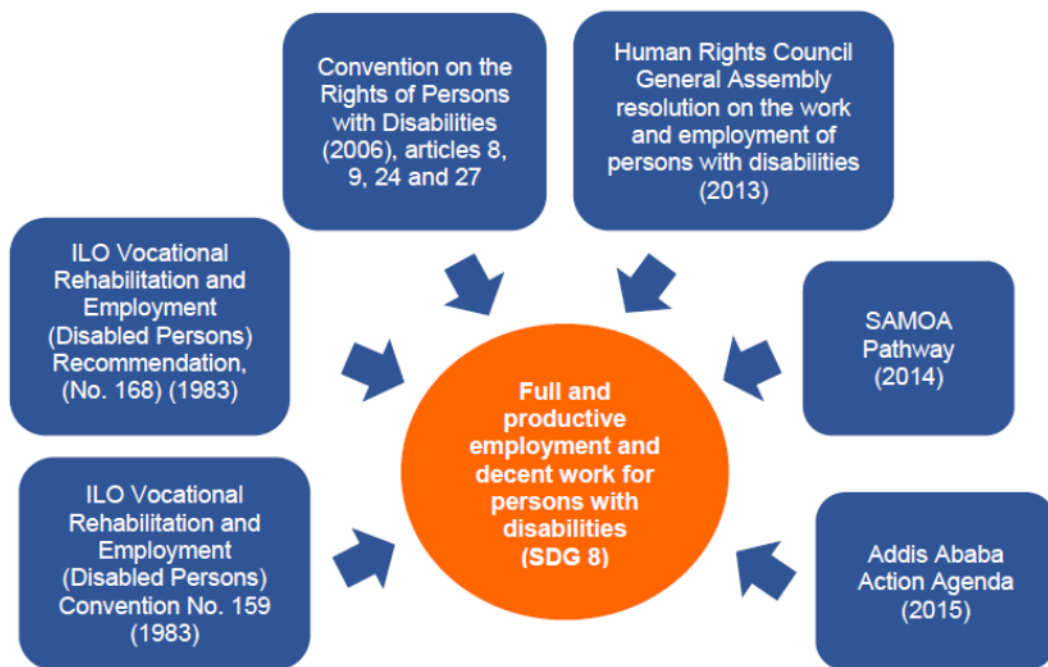 Convention on the
Rights of Persons
with Disabilities
(2006), articles 8,
9, 24 and 27
Human Rights Council
General Assembly
resolution on the work
and employment of
persons with disabilities
(2013)
ILO Vocational
Rehabilitation and
Employment
(Disabled Persons)
Recommendation,
(No. 168) (1983)
SAMOA
Pathway
(2014)
Full and
productive
employment and
decent work for
persons with
disabilities
(SDG 8)
ILO Vocational
Rehabilitation and
Employment
(Disabled Persons)
Convention No. 159
(1983)
Addis Ababa
Action Agenda
(2015)